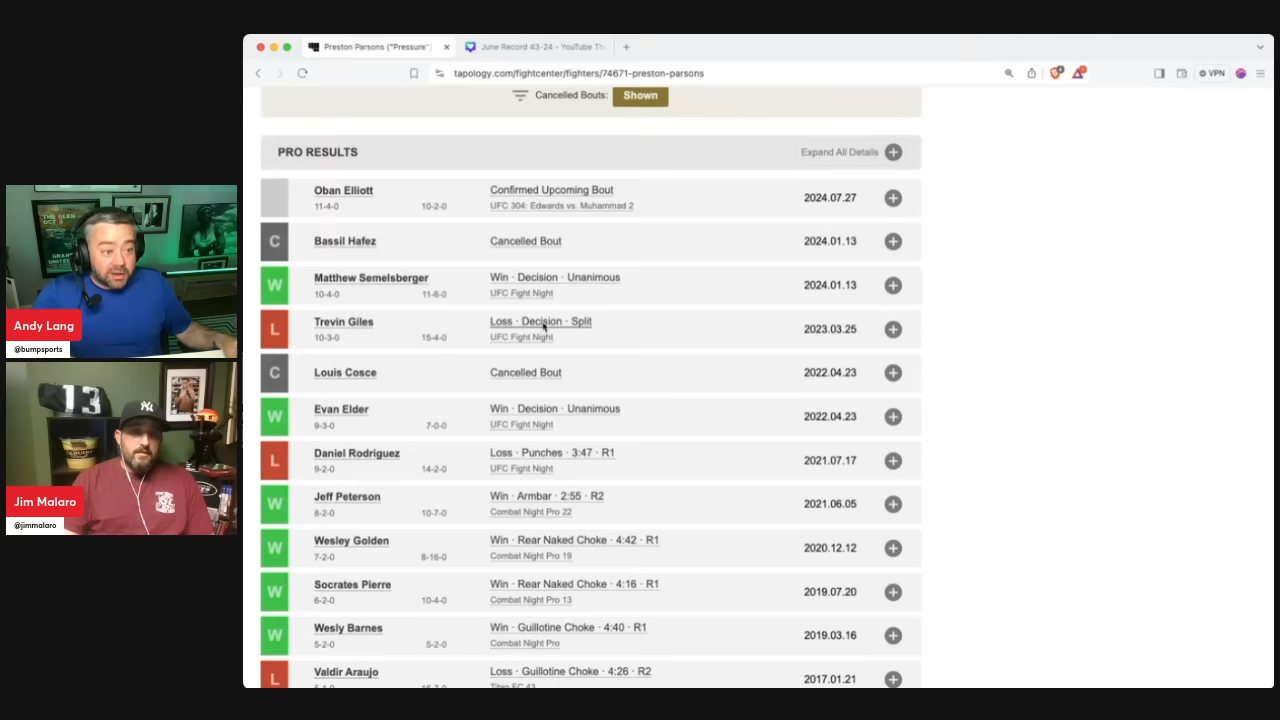 Preston Parsons ("Pressure")
June Record 43-24 - YouTube Th
tapology.com/fightcenter/fighters/74671-preston-parsons
VPN
Cancelled Bouts: Shown
PRO RESULTS
Expand All Details
Oban Elliott
11-4-0 10-2-0
Confirmed Upcoming Bout
UFC 304: Edwards vs. Muhammad 2
2024.07.27
C
Bassil Hafez
Cancelled Bout
2024.01.13
W
Matthew Semelsberger
10-4-0 11-6-0
Win · Decision · Unanimous
UFC Fight Night
2024.01.13
L
Trevin Giles
10-3-0 15-4-0
Loss · Decision · Split
UFC Fight Night
2023.03.25
C
Louis Cosce
Cancelled Bout
2022.04.23
W
Evan Elder
9-3-0 7-0-0
Win · Decision · Unanimous
UFC Fight Night
2022.04.23
L
Daniel Rodriguez
9-2-0 14-2-0
Loss · Punches · 3:47 · R1
UFC Fight Night
2021.07.17
W
Jeff Peterson
8-2-0 10-7-0
Win · Armbar · 2:55 · R2
Combat Night Pro 22
2021.06.05
W
Wesley Golden
7-2-0 8-16-0
Win · Rear Naked Choke · 4:42 · R1
Combat Night Pro 19
2020.12.12
W
Socrates Pierre
6-2-0 10-4-0
Win · Rear Naked Choke · 4:16 · R1
Combat Night Pro 13
2019.07.20
W
Wesly Barnes
5-2-0 5-2-0
Win · Guillotine Choke · 4:40 · R1
Combat Night Pro
2019.03.16
L
Valdir Araujo
Loss · Guillotine Choke · 4:26 · R2
Titan FC 43
2017.01.21
THE GLEN
OCT 2
Andy Lang
@bumpsports
13
NY
Jim Malaro
@jimmalaro